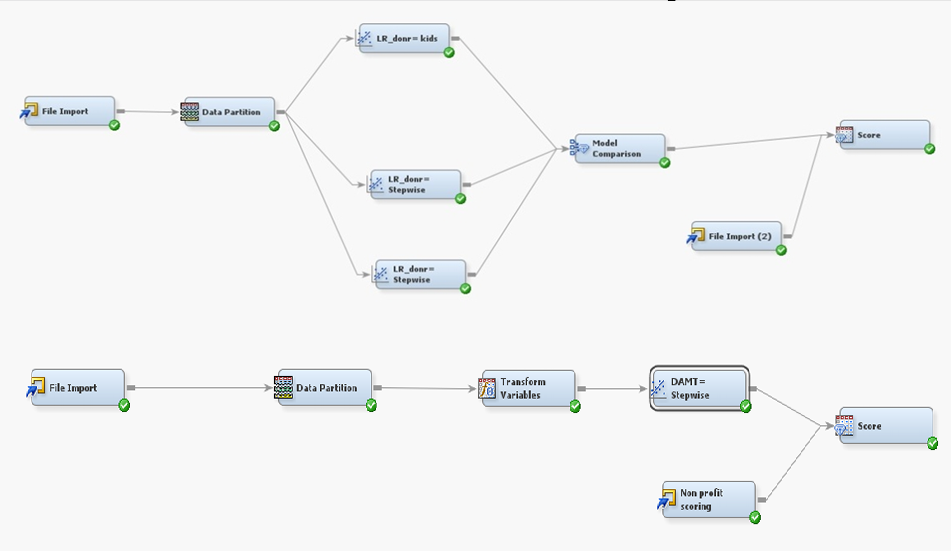 LR_donr= kids
File Import
Data Partition
Model
Comparison
Score
LR_donr=
Stepwise
File Import (2)
LR_donr=
Stepwise
File Import
Data Partition
Transform
Variables
DAMT=
Stepwise
Score
Non profit
scoring